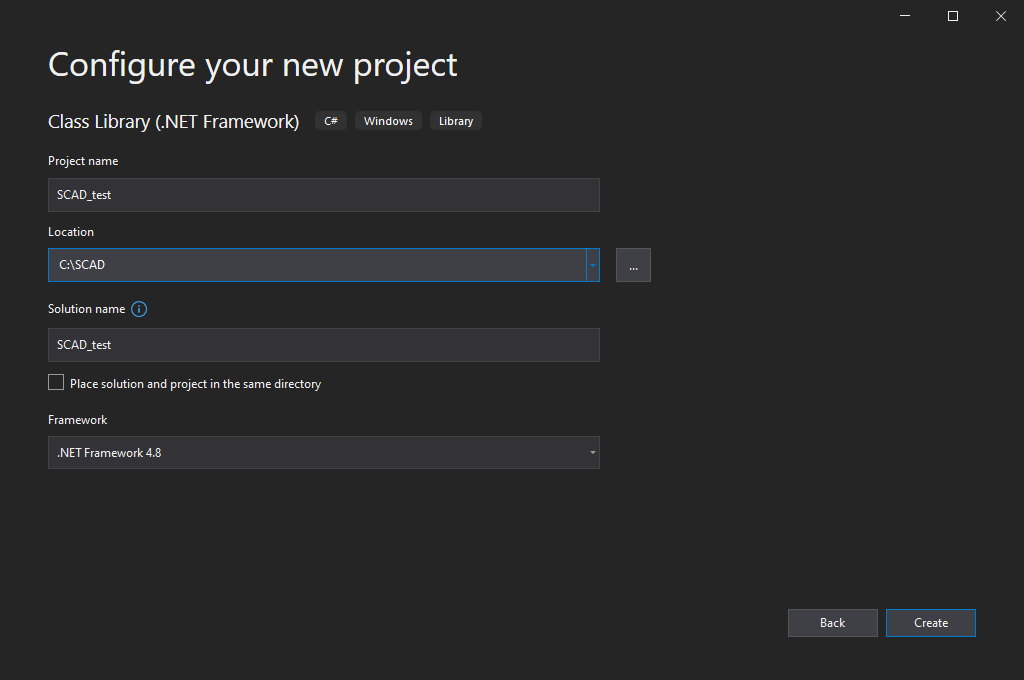 Configure your new project
Class Library (.NET Framework) C# Windows Library
Project name
SCAD_test
Location
C:\SCAD
...
Solution name
SCAD_test
Place solution and project in the same directory
Framework
.NET Framework 4.8
Back Create